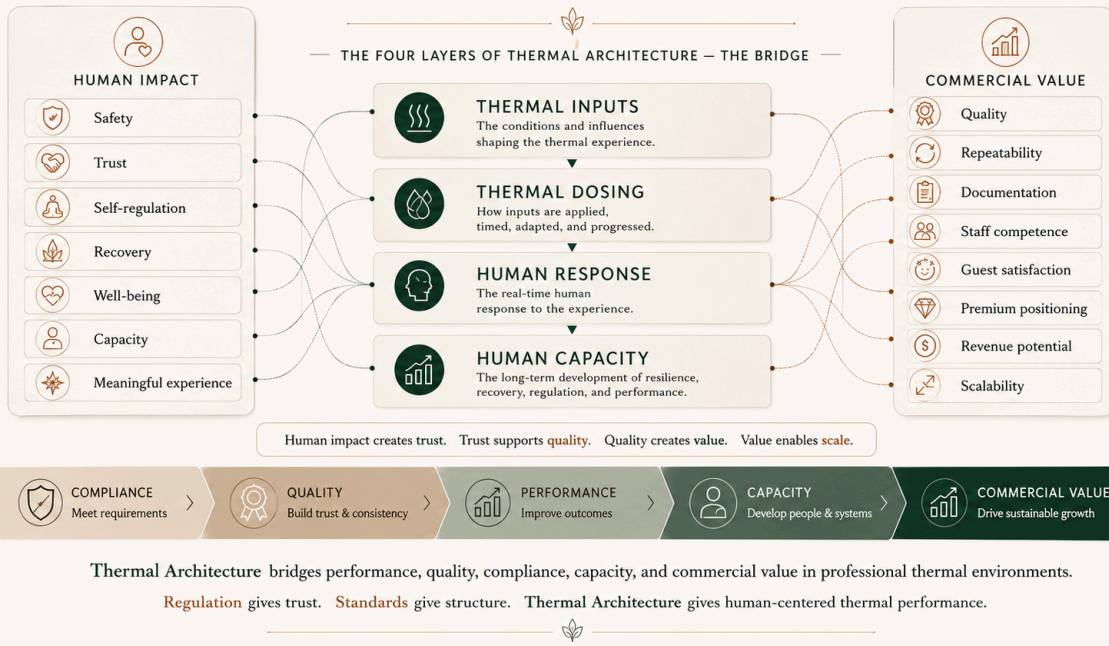 THE FOUR LAYERS OF THERMAL ARCHITECTURE — THE BRIDGE
HUMAN IMPACT
Safety
Trust
Self-regulation
Recovery
Well-being
Capacity
Meaningful experience
THERMAL INPUTS
The conditions and influences
shaping the thermal experience.
THERMAL DOSING
How inputs are applied,
timed, adapted, and progressed.
HUMAN RESPONSE
The real-time human
response to the experience.
HUMAN CAPACITY
The long-term development of resilience,
recovery, regulation, and performance.
COMMERCIAL VALUE
Quality
Repeatability
Documentation
Staff competence
Guest satisfaction
Premium positioning
$
Revenue potential
Scalability
Human impact creates trust. Trust supports quality. Quality creates value. Value enables scale.
COMPLIANCE
Meet requirements
QUALITY
Build trust & consistency
PERFORMANCE
Improve outcomes
CAPACITY
Develop people & systems
COMMERCIAL VALUE
Drive sustainable growth
Thermal Architecture bridges performance, quality, compliance, capacity, and commercial value in professional thermal environments.
Regulation gives trust. Standards give structure. Thermal Architecture gives human-centered thermal performance.